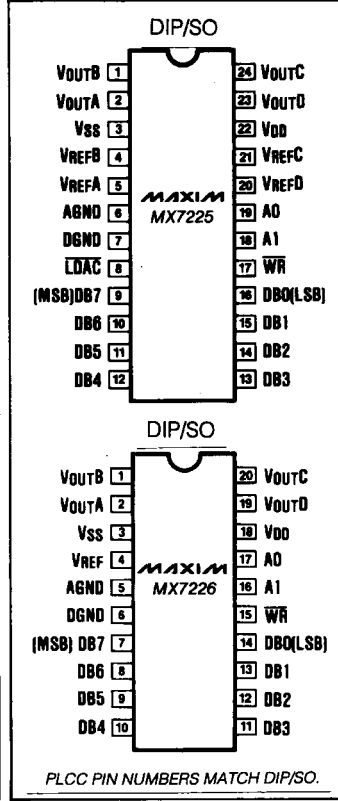 DIP/SO
VOUTB 1 24 VOUTC
VOUTA 2 23 VOUTD
VSS 3 22 VDD
VREFB 4 21 VREFC
VREFA 5 20 VREFD
AGND 6 MAXIM 19 A0
DGND 7 MX7225 18 A1
LDAC 8 17 WR
(MSB)DB7 9 16 DB0(LSB)
DB6 10 15 DB1
DB5 11 14 DB2
DB4 12 13 DB3
DIP/SO
VOUTB 1 20 VOUTC
VOUTA 2 19 VOUTD
VSS 3 18 VDD
VREF 4 17 A0
AGND 5 MAXIM 16 A1
DGND 6 MX7226 15 WR
(MSB) DB7 7 14 DB0(LSB)
DB6 8 13 DB1
DB5 9 12 DB2
DB4 10 11 DB3
PLCC PIN NUMBERS MATCH DIP/SO.